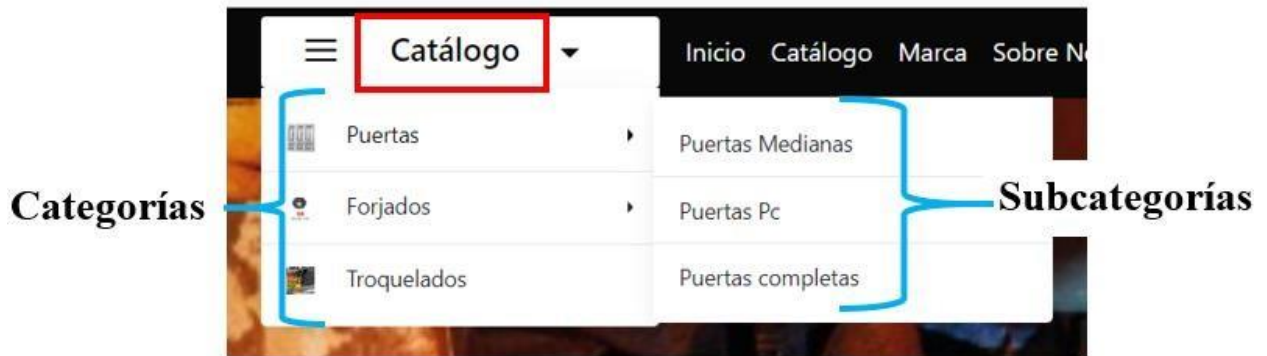 Catálogo
Inicio Catálogo Marca Sobre
Categorías
Puertas
Forjados
Troquelados
Puertas Medianas
Puertas Pc
Puertas completas
Subcategorías